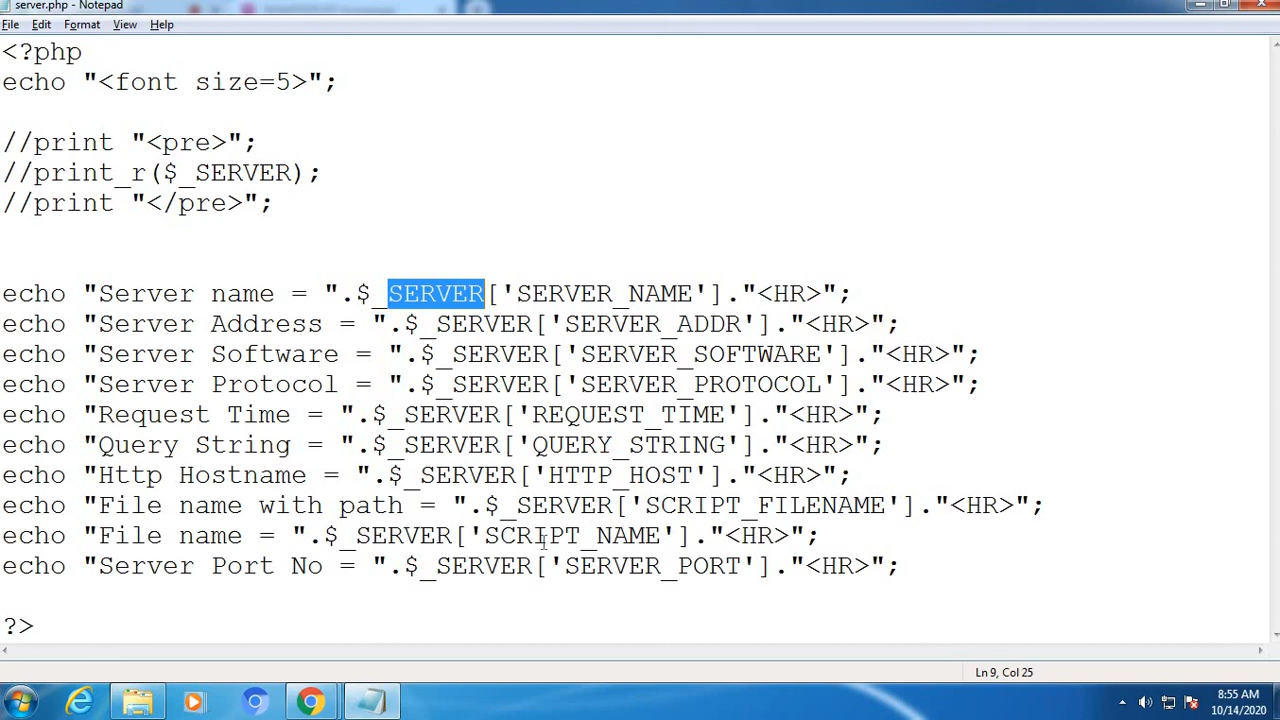 server.php - Notepad
File Edit Format View Help
<?php
echo "<font size=5>";
//print "<pre>";
//print_r($_SERVER);
//print "</pre>";
echo "Server name = ".$_SERVER['SERVER_NAME']."<HR>";
echo "Server Address = ".$_SERVER['SERVER_ADDR']."<HR>";
echo "Server Software = ".$_SERVER['SERVER_SOFTWARE']."<HR>";
echo "Server Protocol = ".$_SERVER['SERVER_PROTOCOL']."<HR>";
echo "Request Time = ".$_SERVER['REQUEST_TIME']."<HR>";
echo "Query String = ".$_SERVER['QUERY_STRING']."<HR>";
echo "Http Hostname = ".$_SERVER['HTTP_HOST']."<HR>";
echo "File name with path = ".$_SERVER['SCRIPT_FILENAME']."<HR>";
echo "File name = ".$_SERVER['SCRIPT_NAME']."<HR>";
echo "Server Port No = ".$_SERVER['SERVER_PORT']."<HR>";
?>
Ln 9, Col 25
8:55 AM
10/14/2020